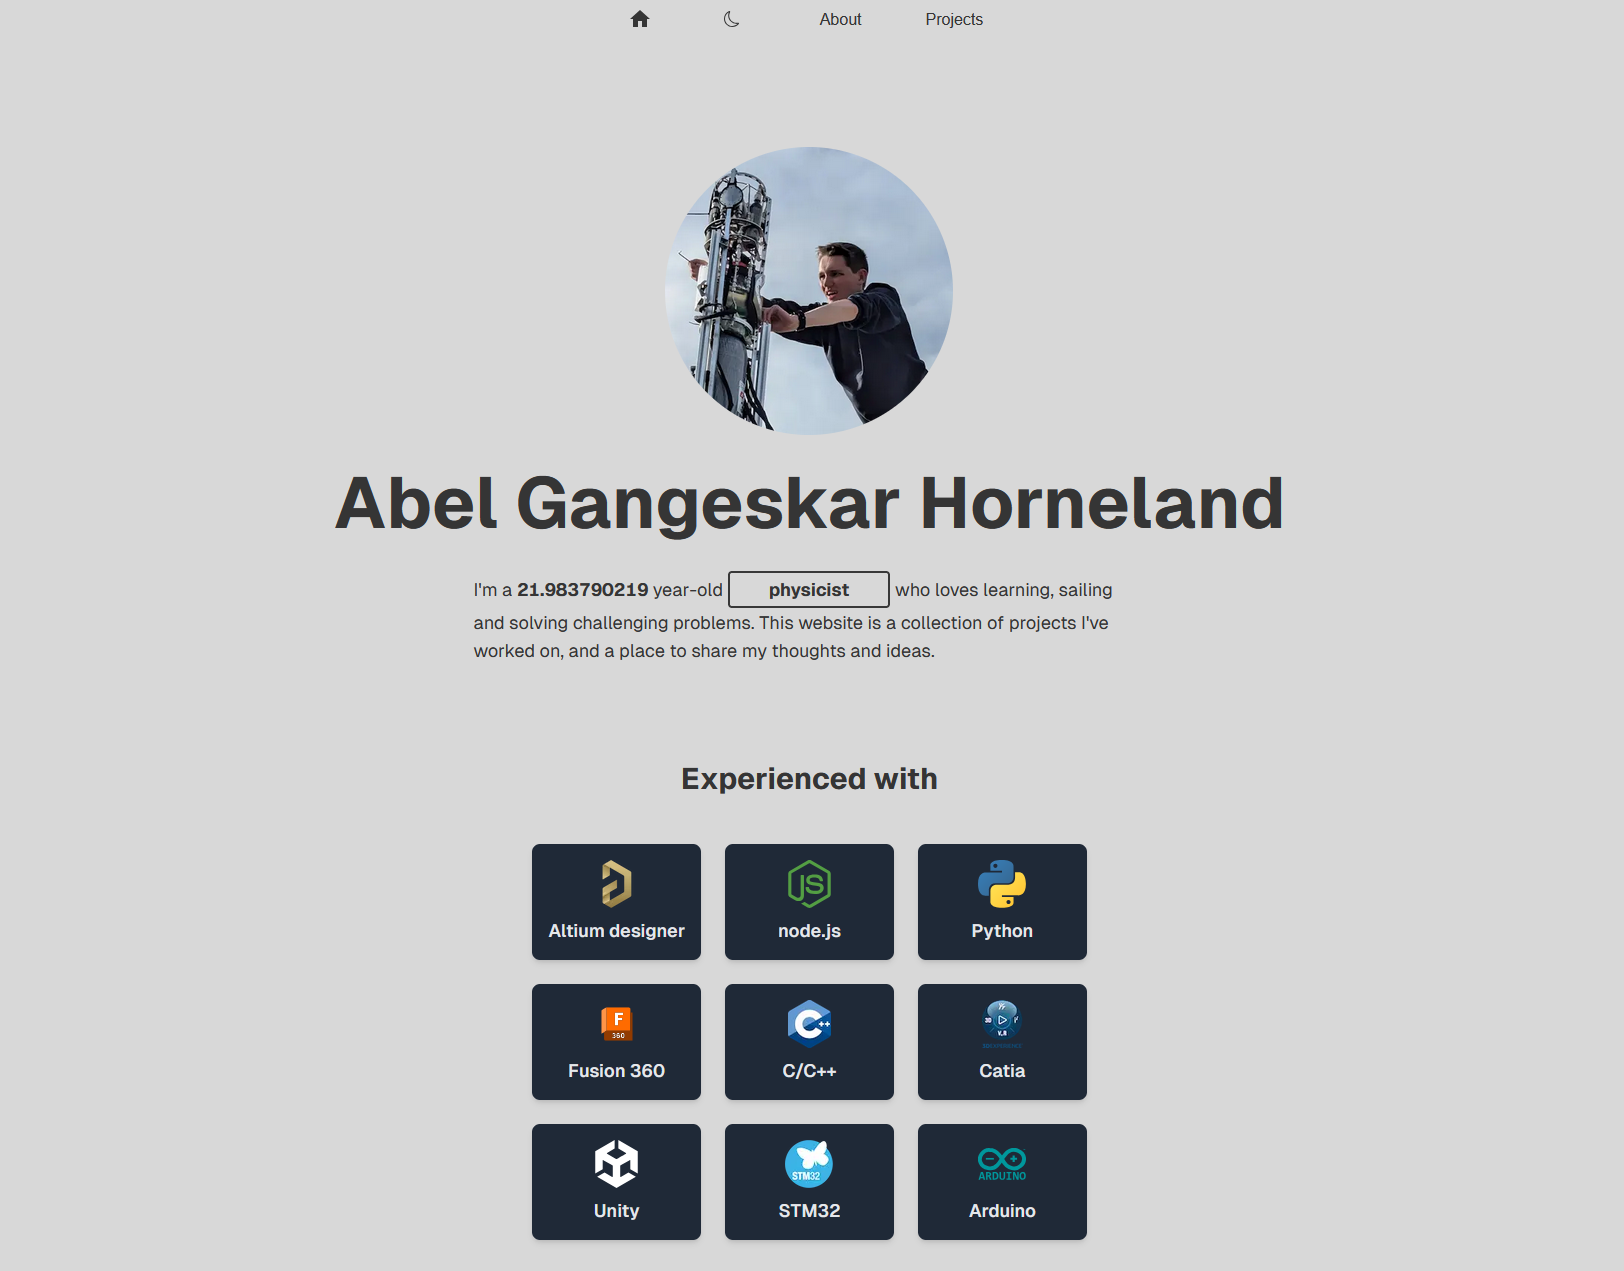 About Projects
Abel Gangeskar Horneland
I'm a 21.983790219 year-old physicist who loves learning, sailing
and solving challenging problems. This website is a collection of projects I've
worked on, and a place to share my thoughts and ideas.
Experienced with
JS
Altium designer node.js Python
F
360
C++
3D
V.R
Fusion 360 C/C++ Catia
STM32
ARDUINO
Unity STM32 Arduino